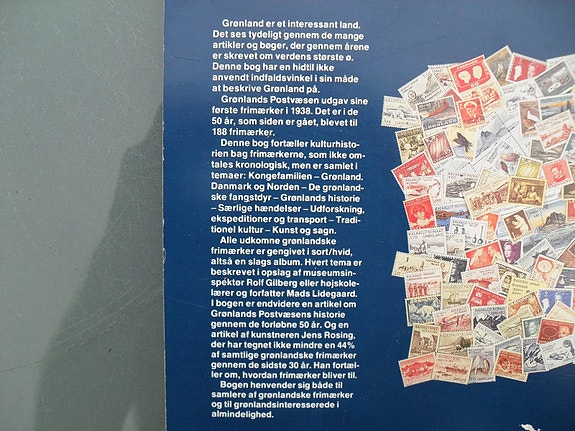 Grønland er et interessant land.
Det ses tydeligt gennem de mange
artikler og bøger, der gennem årene
er skrevet om verdens største ø.
Denne bog har en hidtil ikke
anvendt indfaldsvinkel i sin måde
at beskrive Grønland på.
Grønlands Postvæsen udgav sine
første frimærker i 1938. Det er i de
50 år, som siden er gået, blevet til
188 frimærker.
Denne bog fortæller kulturhisto-
rien bag frimærkerne, som ikke om-
tales kronologisk, men er samlet i
temaer: Kongefamilien – Grønland.
Danmark og Norden – De grønland-
ske fangstdyr – Grønlands historie
– Særlige hændelser – Udforskning,
ekspeditioner og transport – Tradi-
tionel kultur – Kunst og sagn.
Alle udkomne grønlandske
frimærker er gengivet i sort/hvid,
altså en slags album. Hvert tema er
beskrevet i opslag af museumsin-
spektør Rolf Gilberg eller højskole-
lærer og forfatter Mads Lidegaard.
I bogen er endvidere en artikel om
Grønlands Postvæsens historie
gennem de forløbne 50 år. Og en
artikel af kunstneren Jens Rosing,
der har tegnet ikke mindre en 44%
af samtlige grønlandske frimærker
gennem de sidste 30 år. Han fortæl-
ler om, hvordan frimærker bliver til.
Bogen henvender sig både til
samlere af grønlandske frimærker
og til grønlandsinteresserede i
almindelighed.